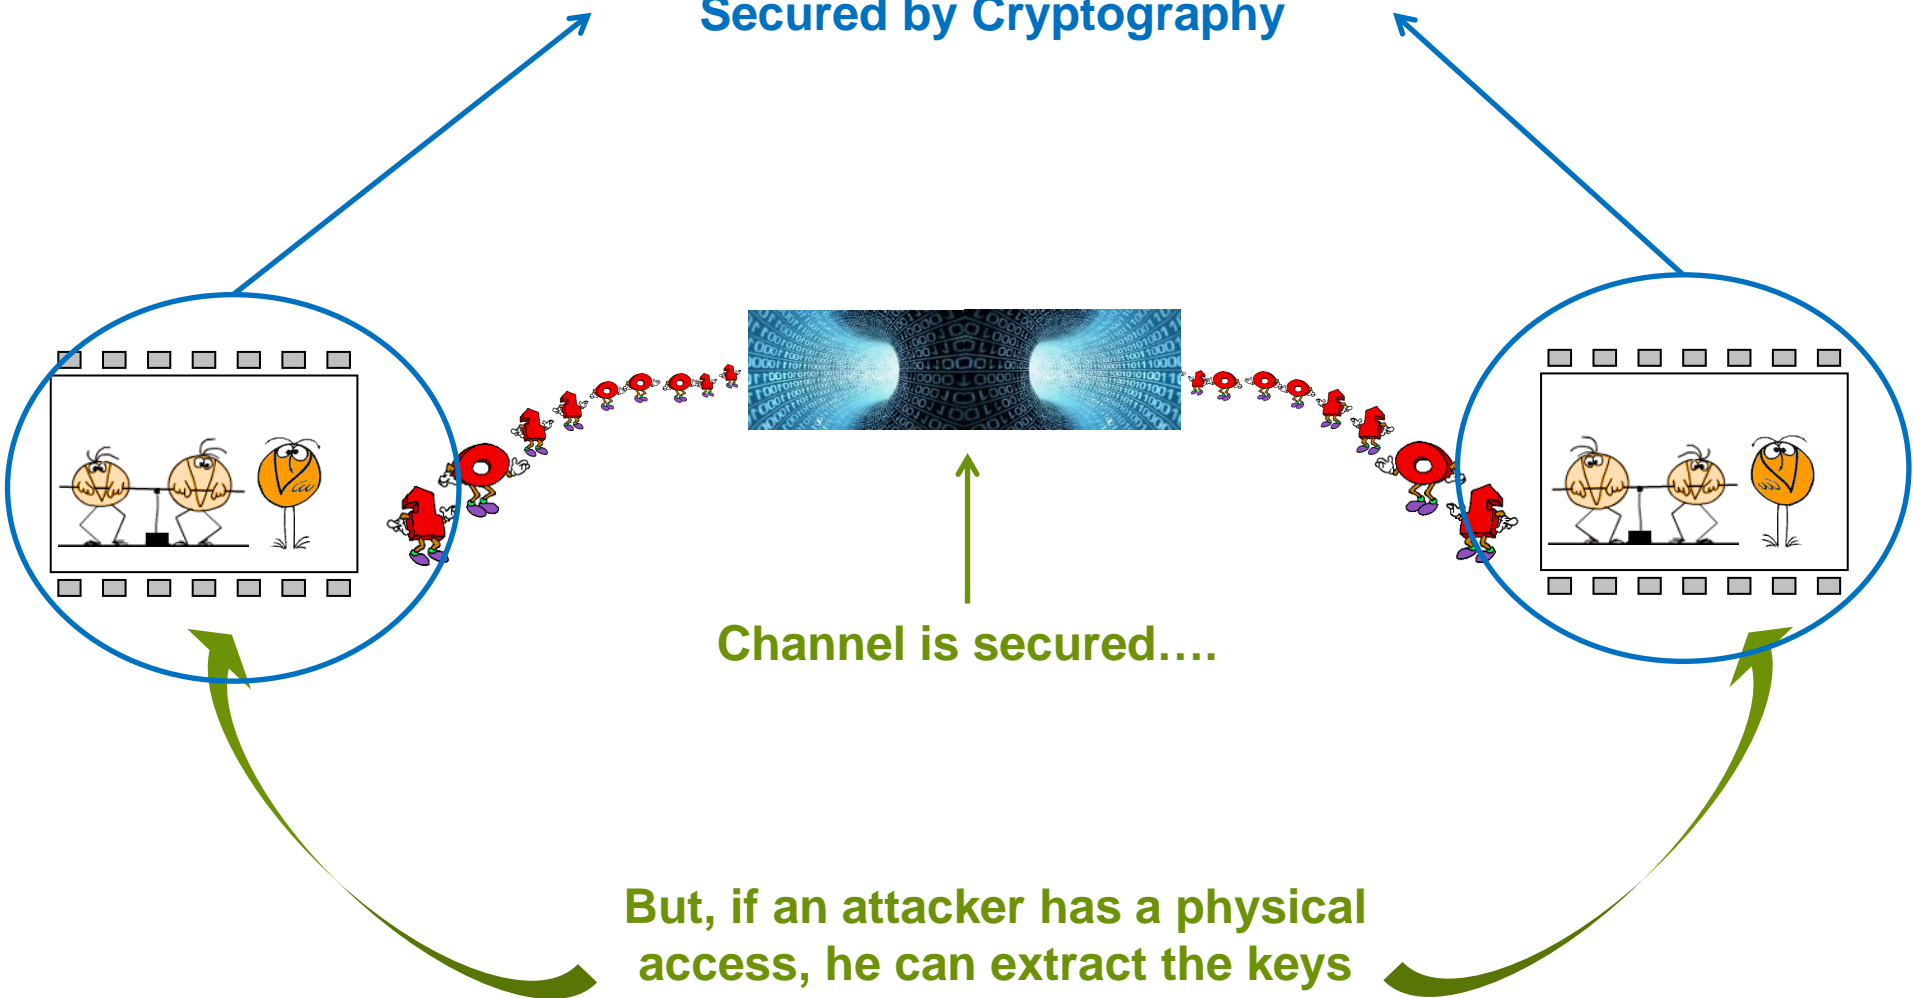 Secured by Cryptography
Channel is secured….
But, if an attacker has a physical
access, he can extract the keys